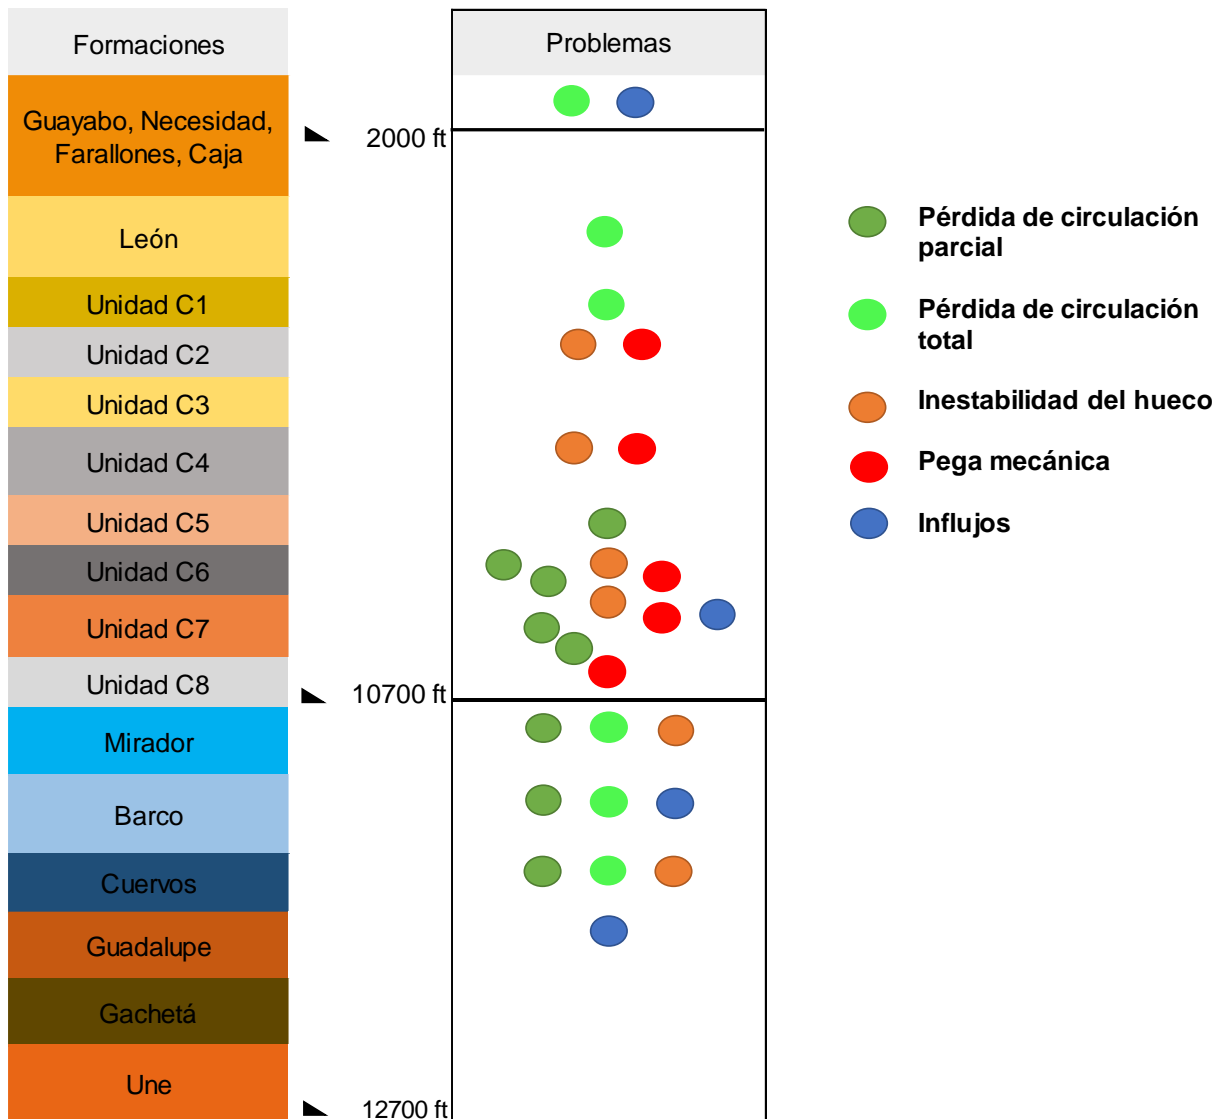 Formaciones
Problemas
Guayabo, Necesidad,
Farallones, Caja
2000 ft
León
Unidad C1
Unidad C2
Unidad C3
Unidad C4
Unidad C5
Unidad C6
Unidad C7
Unidad C8
10700 ft
Mirador
Barco
Cuervos
Guadalupe
Gachetá
Une
12700 ft
Pérdida de circulación
parcial
Pérdida de circulación
total
Inestabilidad del hueco
Pega mecánica
Influjos